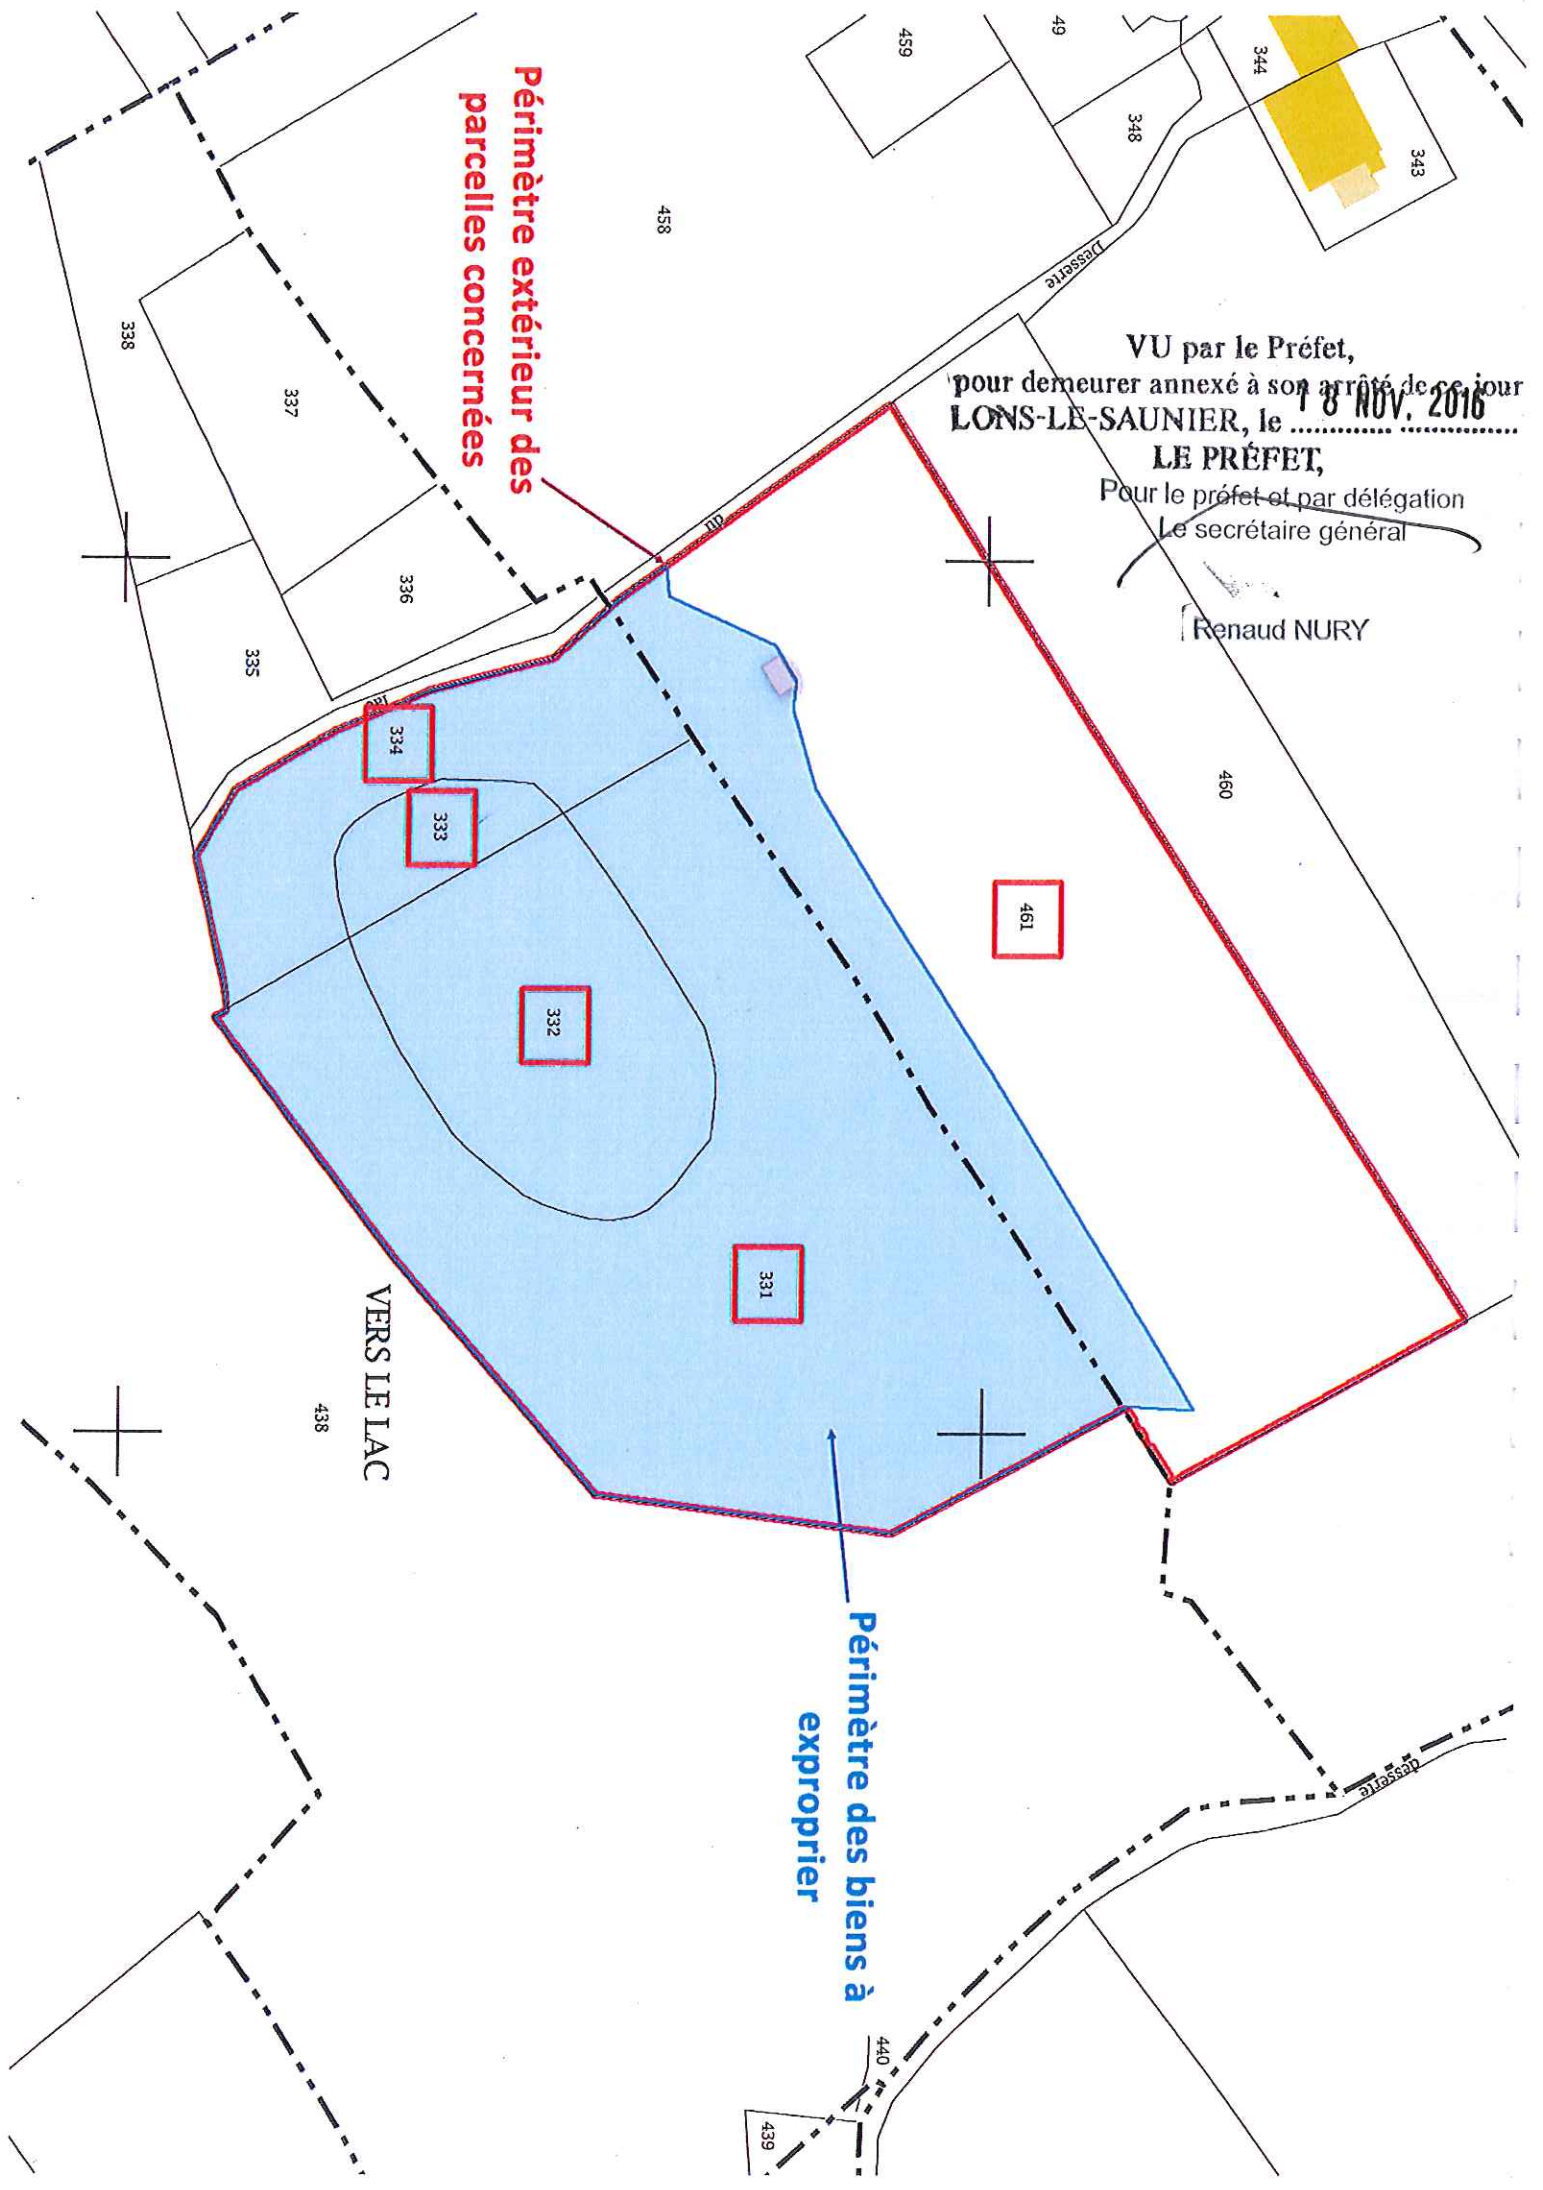 VU par le Préfet,
pour demeurer annexé à son arrêté de ce jour
LONS-LE-SAUNIER, le 18 NOV. 2016
LE PRÉFET,
Pour le préfet et par délégation
Le secrétaire général
Renaud NURY
Périmètre extérieur des
parcelles concernées
Périmètre des biens à
exproprier
VERS LE LAC
Desserte
du
lac
desserte
459
49
348
344
343
458
338
337
336
335
460
461
334
333
332
331
438
440
439